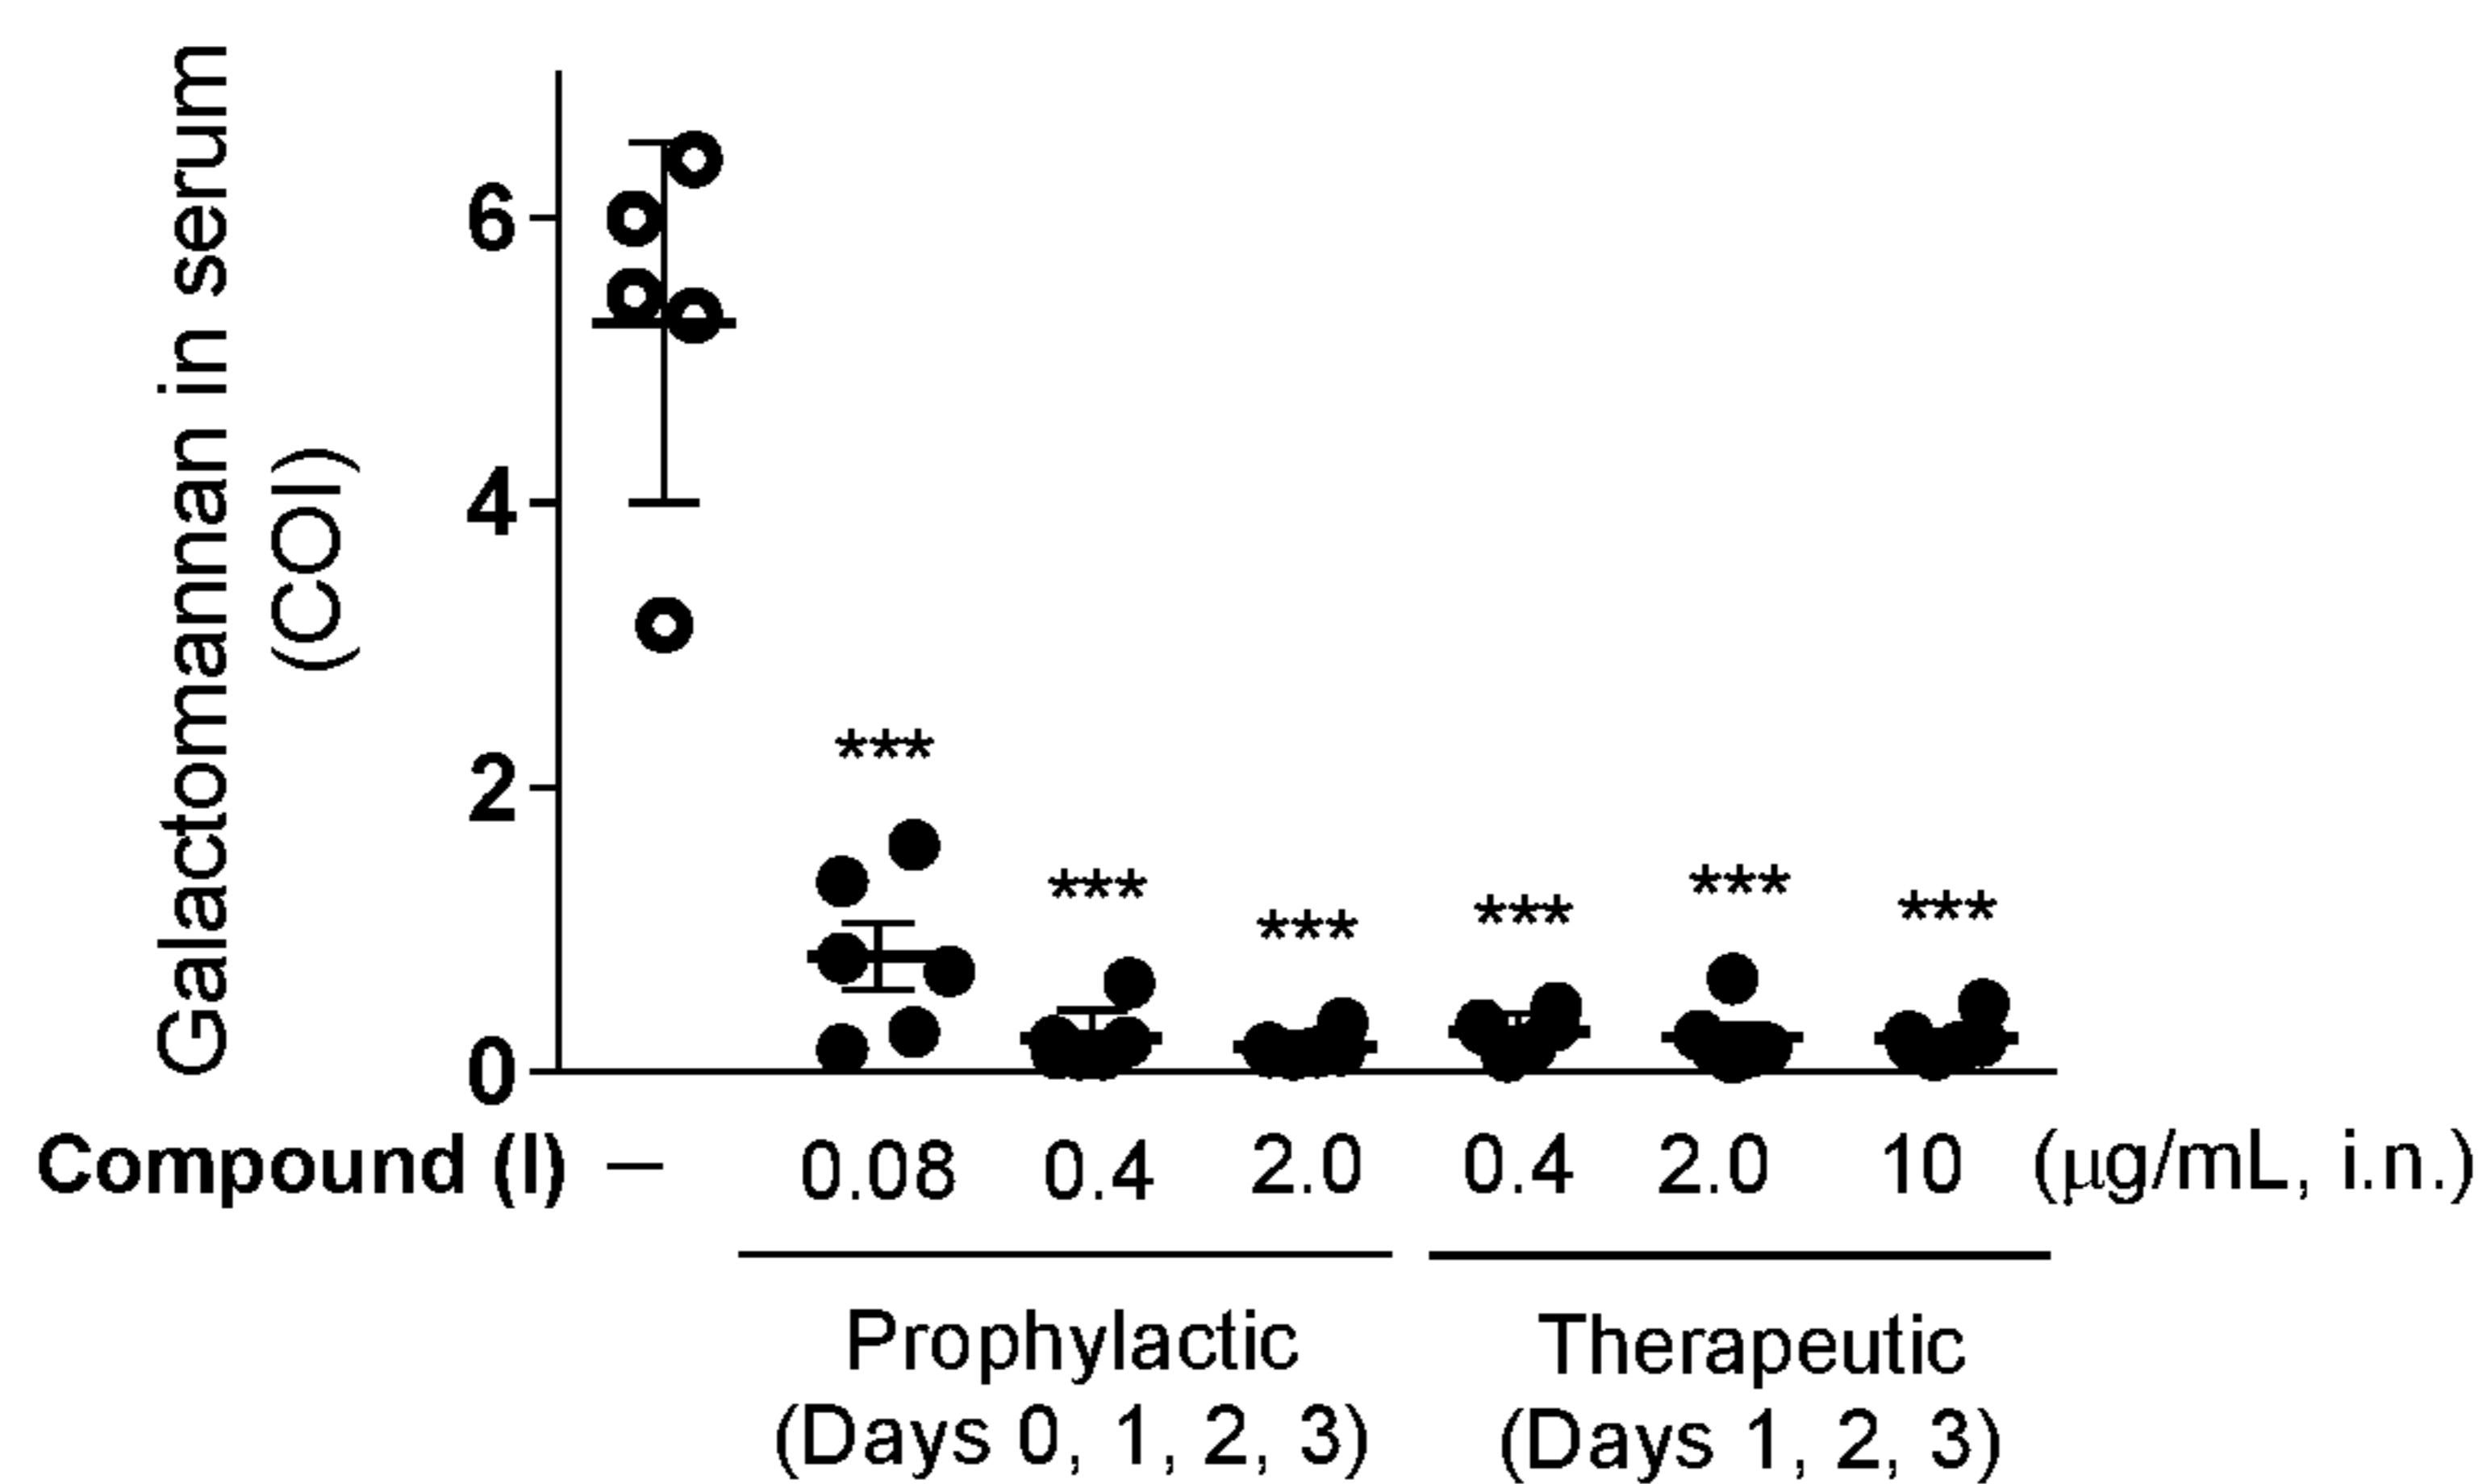 Galactomannan in serum
(COI)
6
4
2
0
***
***
***
***
***
***
Compound (I) – 0.08 0.4 2.0 0.4 2.0 10 (μg/mL, i.n.)
Prophylactic
(Days 0, 1, 2, 3)
Therapeutic
(Days 1, 2, 3)